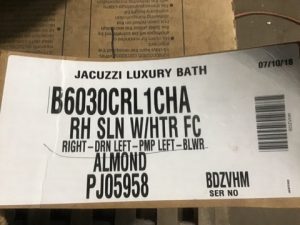 JACUZZI LUXURY BATH
07/10/18
B6030CRL1CHA
RH SLN W/HTR FC
RIGHT-DRN LEFT-PMP LEFT-BLWR
ALMOND
PJ05958
BDZVHM
SER NO